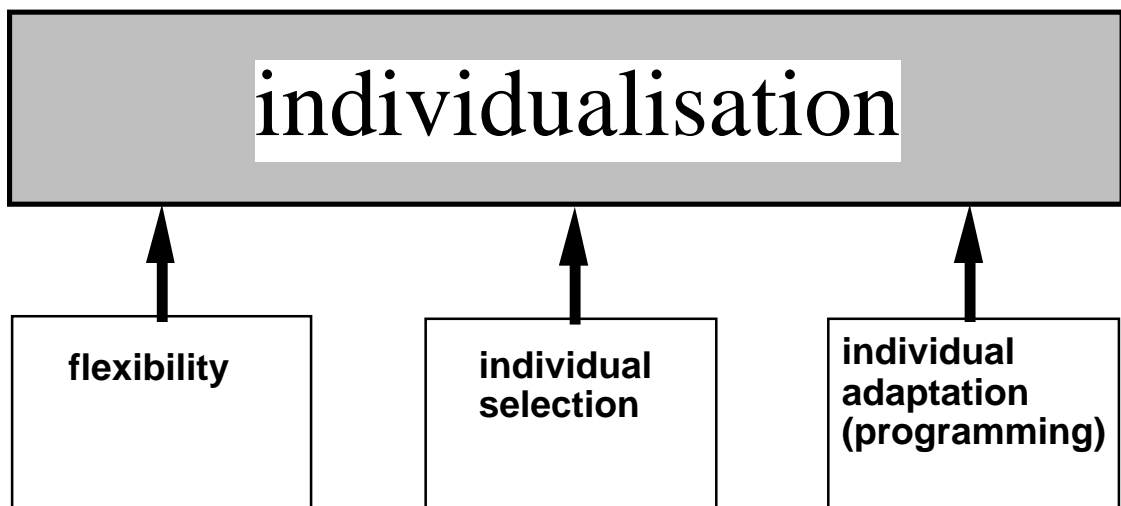 individualisation
flexibility
individual
selection
individual
adaptation
(programming)